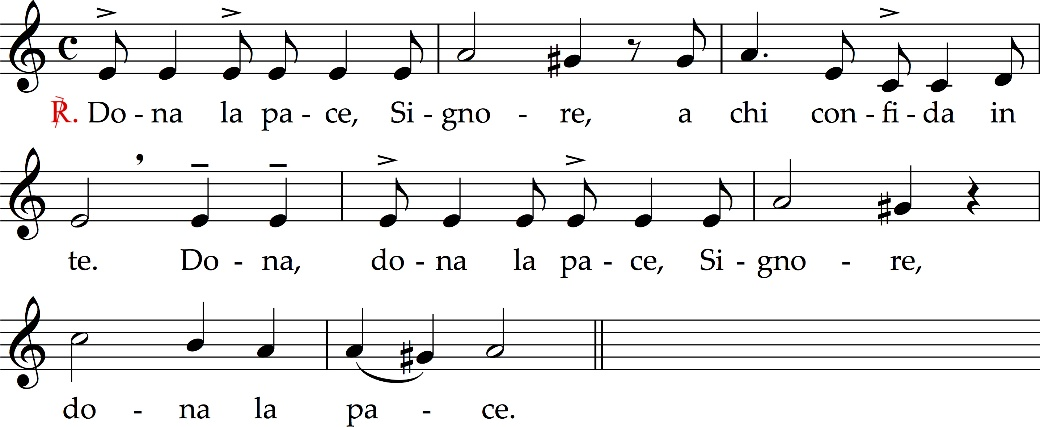 ℟. Do - na la pa - ce, Si - gno - re, a chi con - fi - da in
te. Do - na, do - na la pa - ce, Si - gno - re,
do - na la pa - ce.